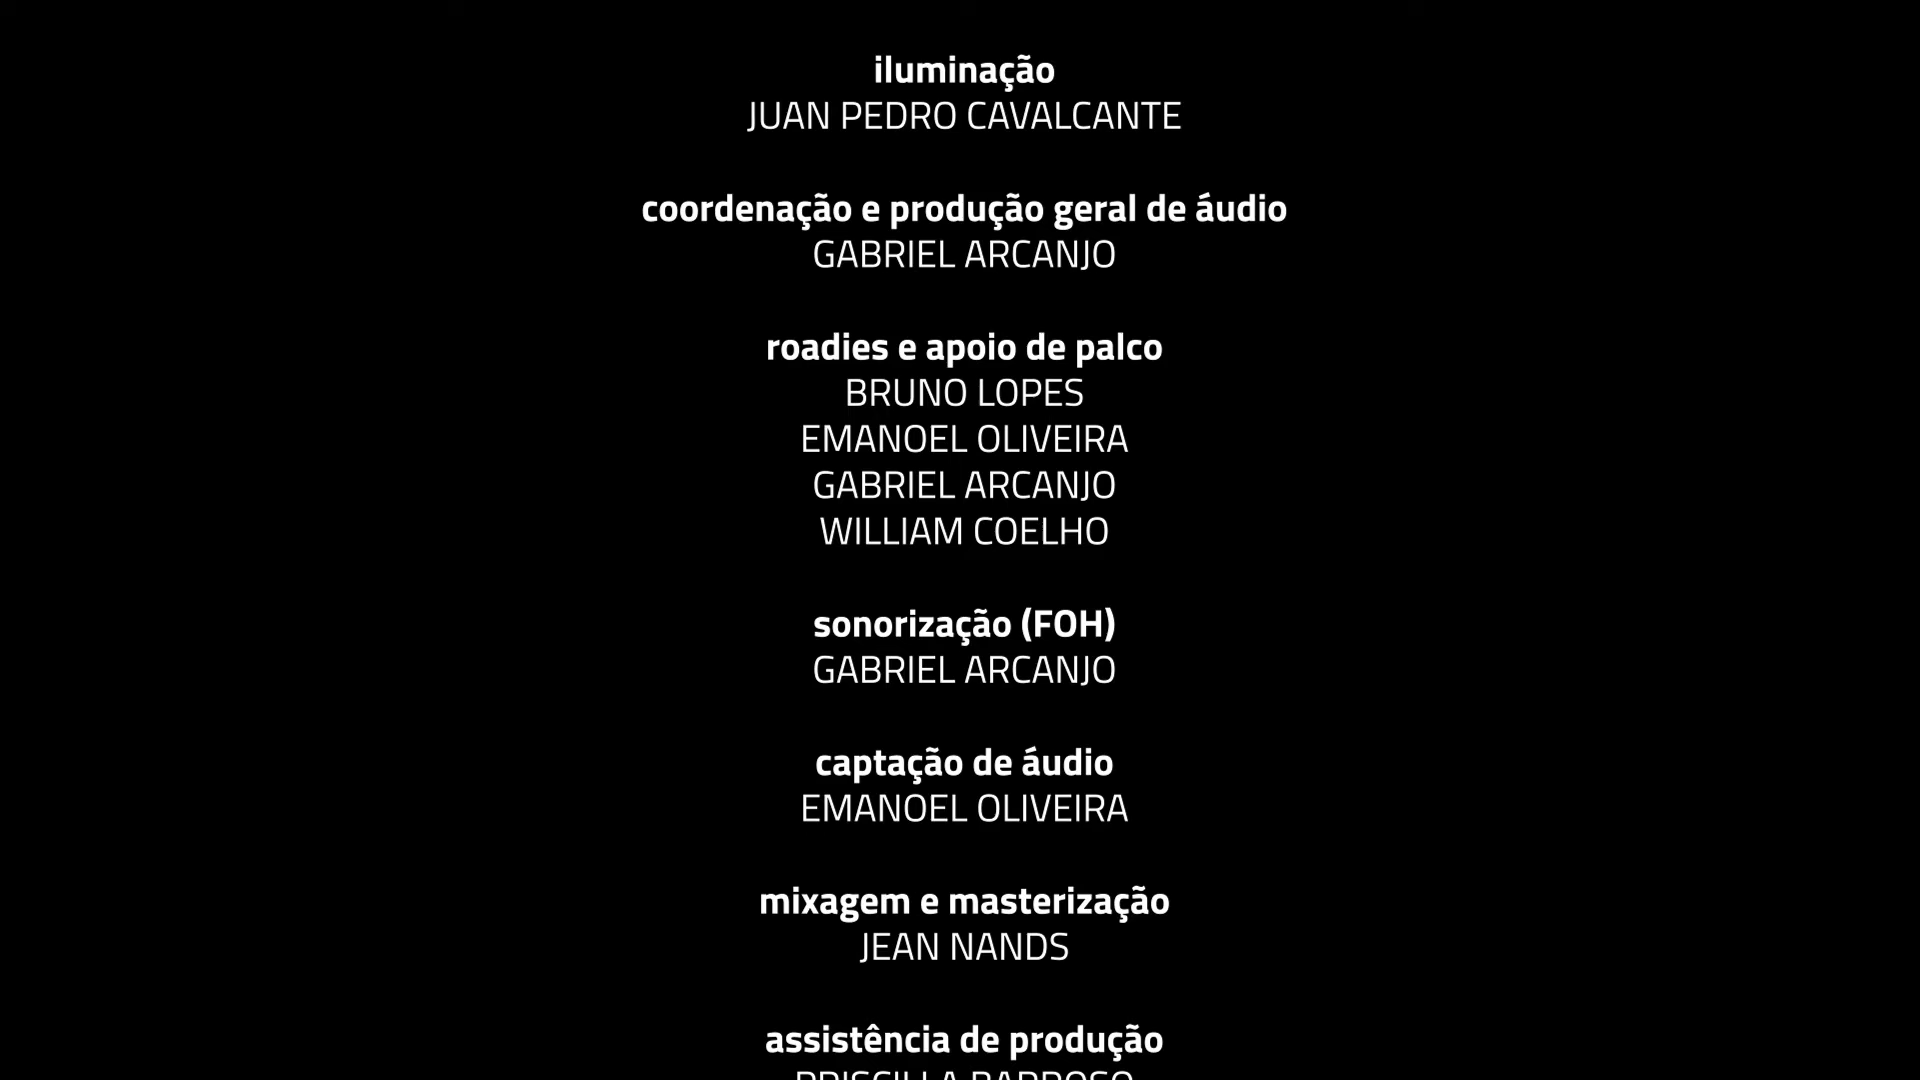 iluminação
JUAN PEDRO CAVALCANTE
coordenação e produção geral de áudio
GABRIEL ARCANJO
roadies e apoio de palco
BRUNO LOPES
EMANOEL OLIVEIRA
GABRIEL ARCANJO
WILLIAM COELHO
sonorização (FOH)
GABRIEL ARCANJO
captação de áudio
EMANOEL OLIVEIRA
mixagem e masterização
JEAN NANDS
assistência de produção